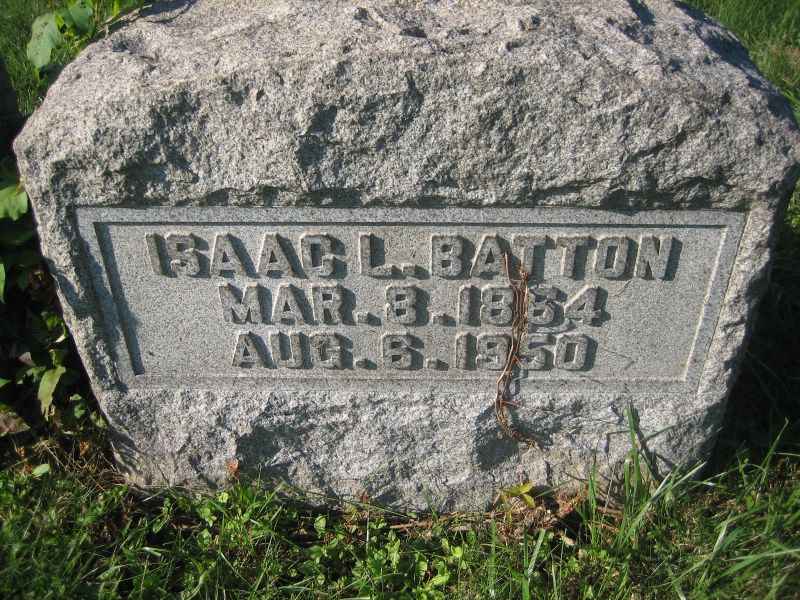 ISAAC L. BATTON
MAR. 8. 1864
AUG. 6. 1950